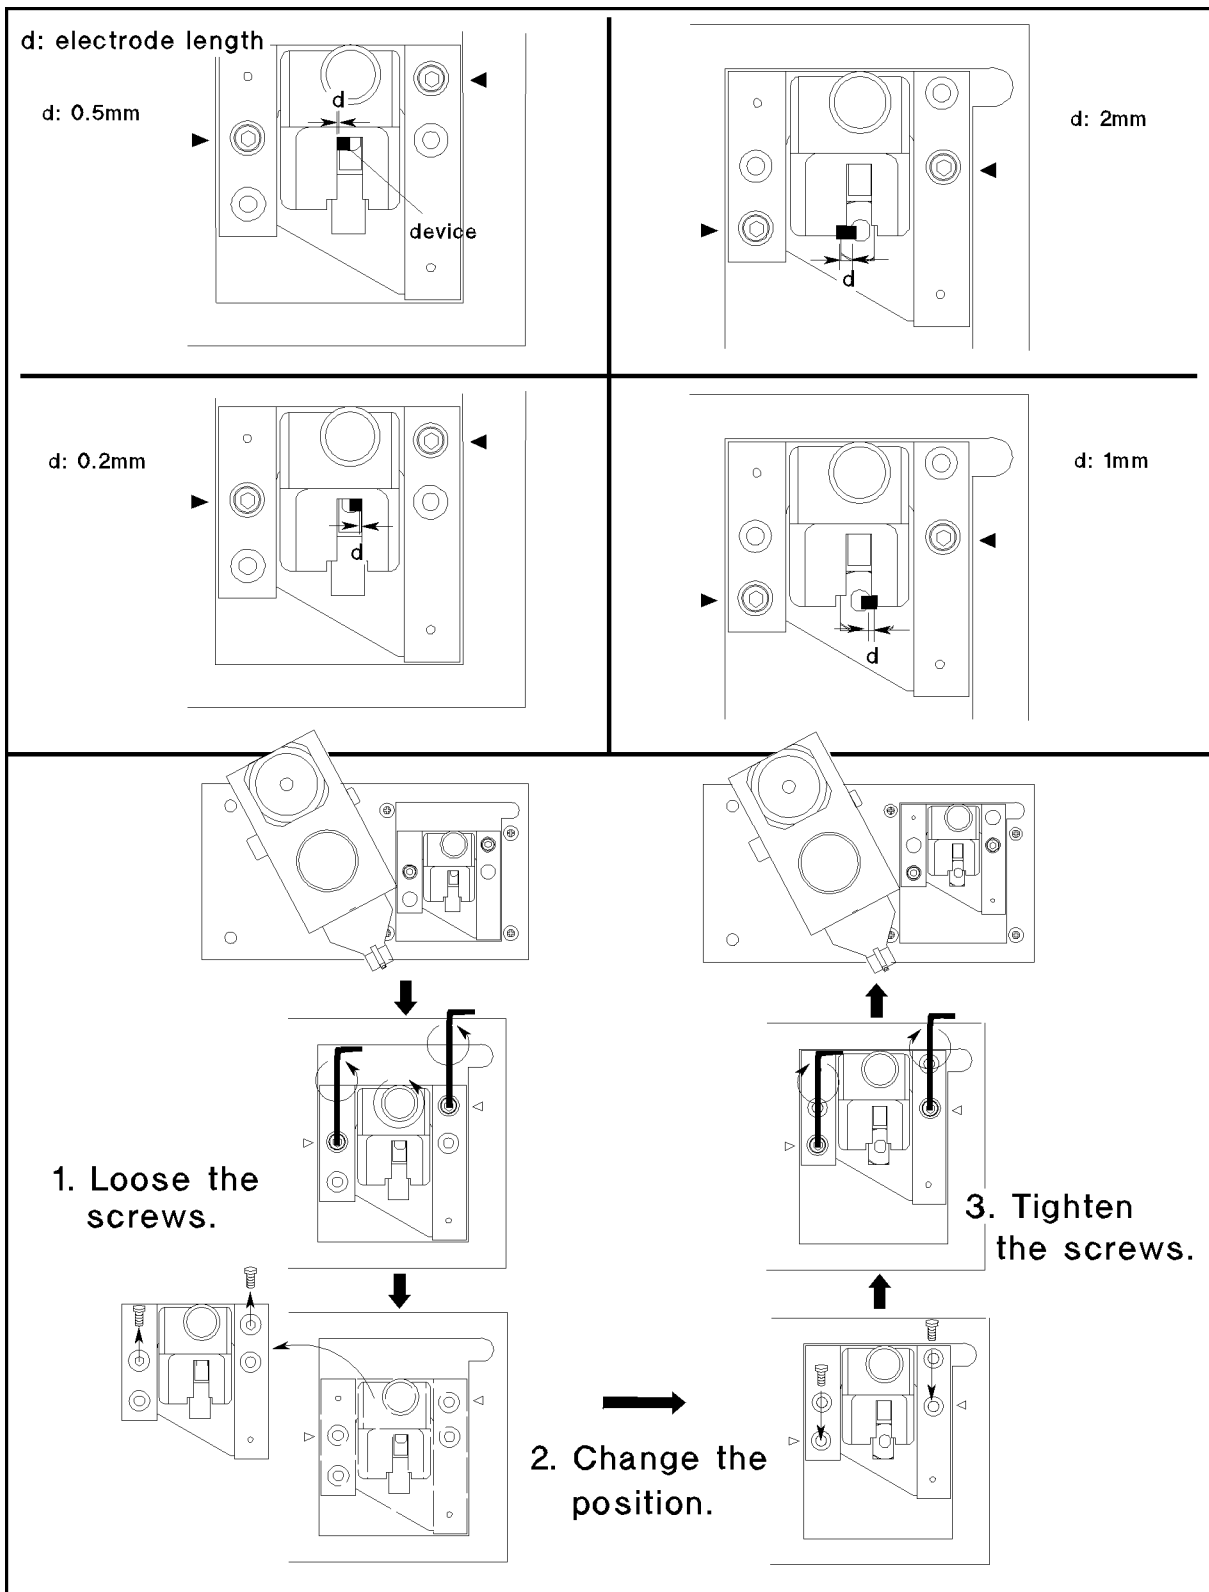 d: electrode length
d: 0.5mm
d
device
d: 2mm
d
d: 0.2mm
d
d: 1mm
d
1. Loose the
screws.
2. Change the
position.
3. Tighten
the screws.